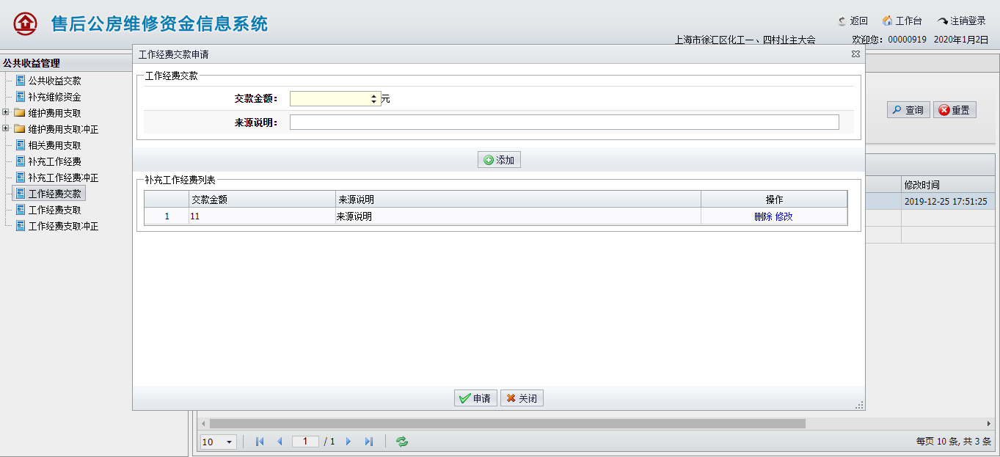 售后公房维修资金信息系统
返回 工作台 注销登录
上海市徐汇区化工一、四村业主大会 欢迎您：00000919 2020年1月2日
公共收益管理
公共收益交款
补充维修资金
维护费用支取
维护费用支取冲正
相关费用支取
补充工作经费
补充工作经费冲正
工作经费交款
工作经费支取
工作经费支取冲正
工作经费交款申请
工作经费交款
交款金额： 元
来源说明：
添加
补充工作经费列表
交款金额 来源说明 操作
1 11 来源说明 删除 修改
申请 关闭
查询 重置
修改时间
2019-12-25 17:51:25
10 1 / 1 每页 10 条, 共 3 条